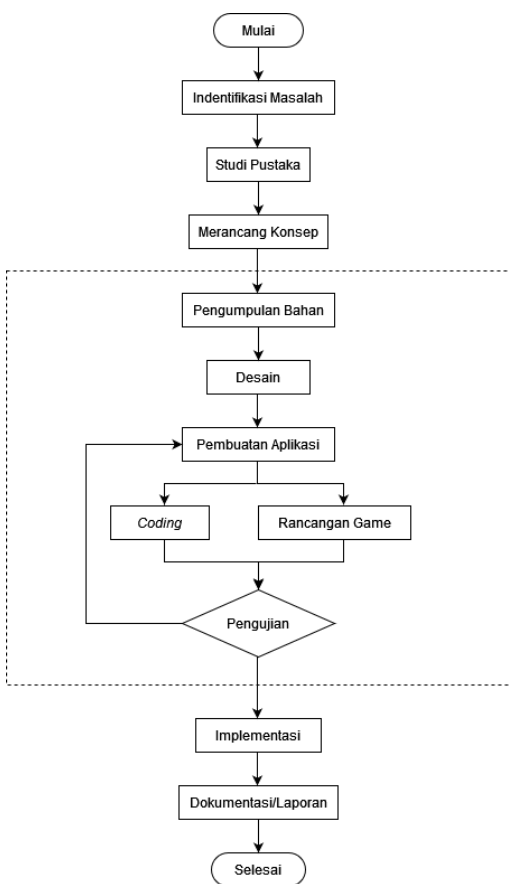 Mulai
Indentifikasi Masalah
Studi Pustaka
Merancang Konsep
Pengumpulan Bahan
Desain
Pembuatan Aplikasi
Coding
Rancangan Game
Pengujian
Implementasi
Dokumentasi/Laporan
Selesai